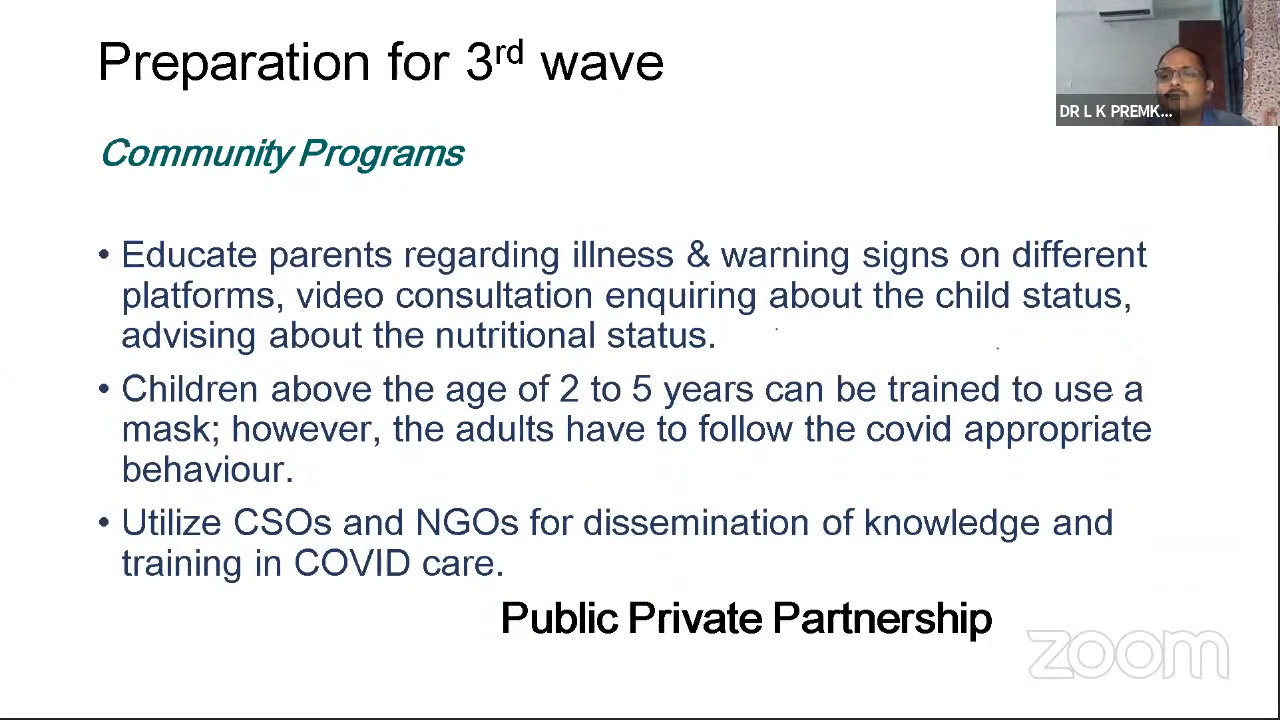 Preparation for 3rd wave
DR L K PREMK...
Community Programs
• Educate parents regarding illness & warning signs on different
platforms, video consultation enquiring about the child status,
advising about the nutritional status.
• Children above the age of 2 to 5 years can be trained to use a
mask; however, the adults have to follow the covid appropriate
behaviour.
• Utilize CSOs and NGOs for dissemination of knowledge and
training in COVID care.
Public Private Partnership
zoom